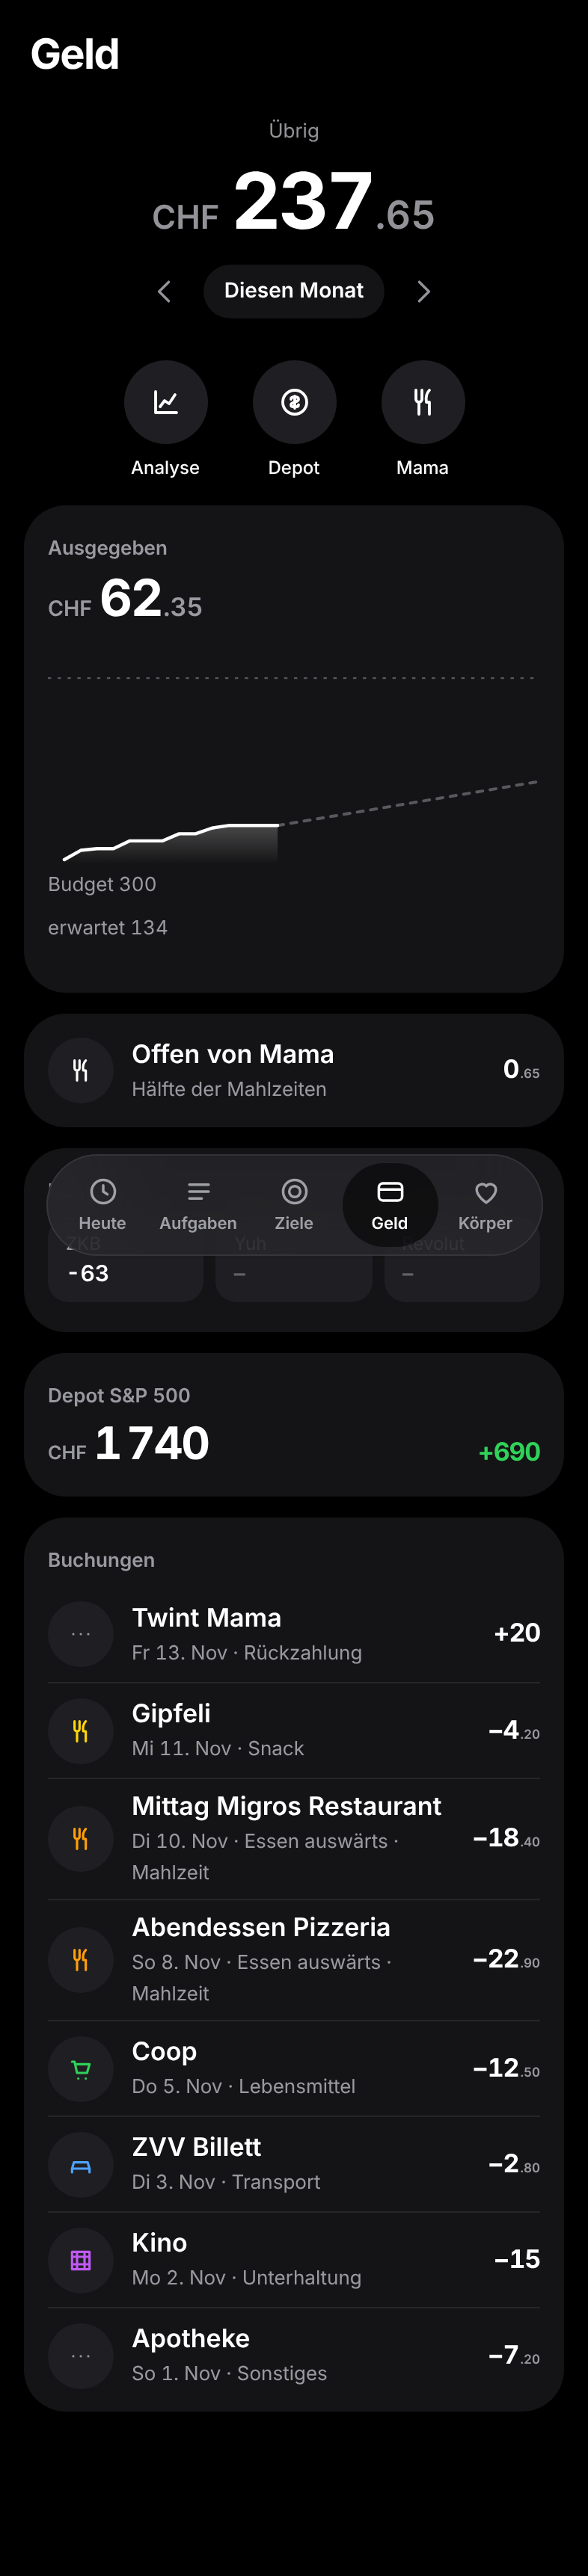 Geld
Übrig
CHF 237.65
Diesen Monat
Analyse
Depot
Mama
Ausgegeben
CHF 62.35
Budget 300
erwartet 134
Offen von Mama
Hälfte der Mahlzeiten
0.65
Heute
Aufgaben
Ziele
Geld
Körper
ZKB
Yuh
Revolut
-63
–
–
Depot S&P 500
CHF 1 740
+690
Buchungen
Twint Mama
Fr 13. Nov · Rückzahlung
+20
Gipfeli
Mi 11. Nov · Snack
–4.20
Mittag Migros Restaurant
Di 10. Nov · Essen auswärts ·
Mahlzeit
–18.40
Abendessen Pizzeria
So 8. Nov · Essen auswärts ·
Mahlzeit
–22.90
Coop
Do 5. Nov · Lebensmittel
–12.50
ZVV Billett
Di 3. Nov · Transport
–2.80
Kino
Mo 2. Nov · Unterhaltung
–15
Apotheke
So 1. Nov · Sonstiges
–7.20